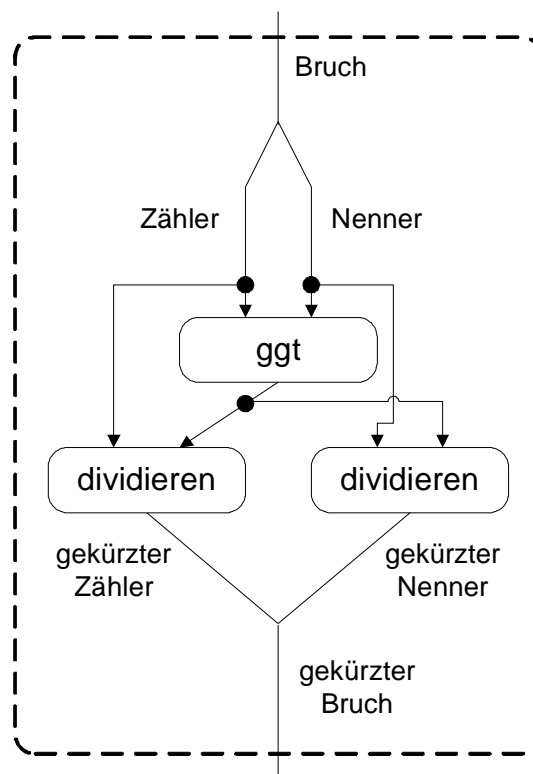 Bruch
Zähler
Nenner
ggt
dividieren
dividieren
gekürzter
Zähler
gekürzter
Nenner
gekürzter
Bruch